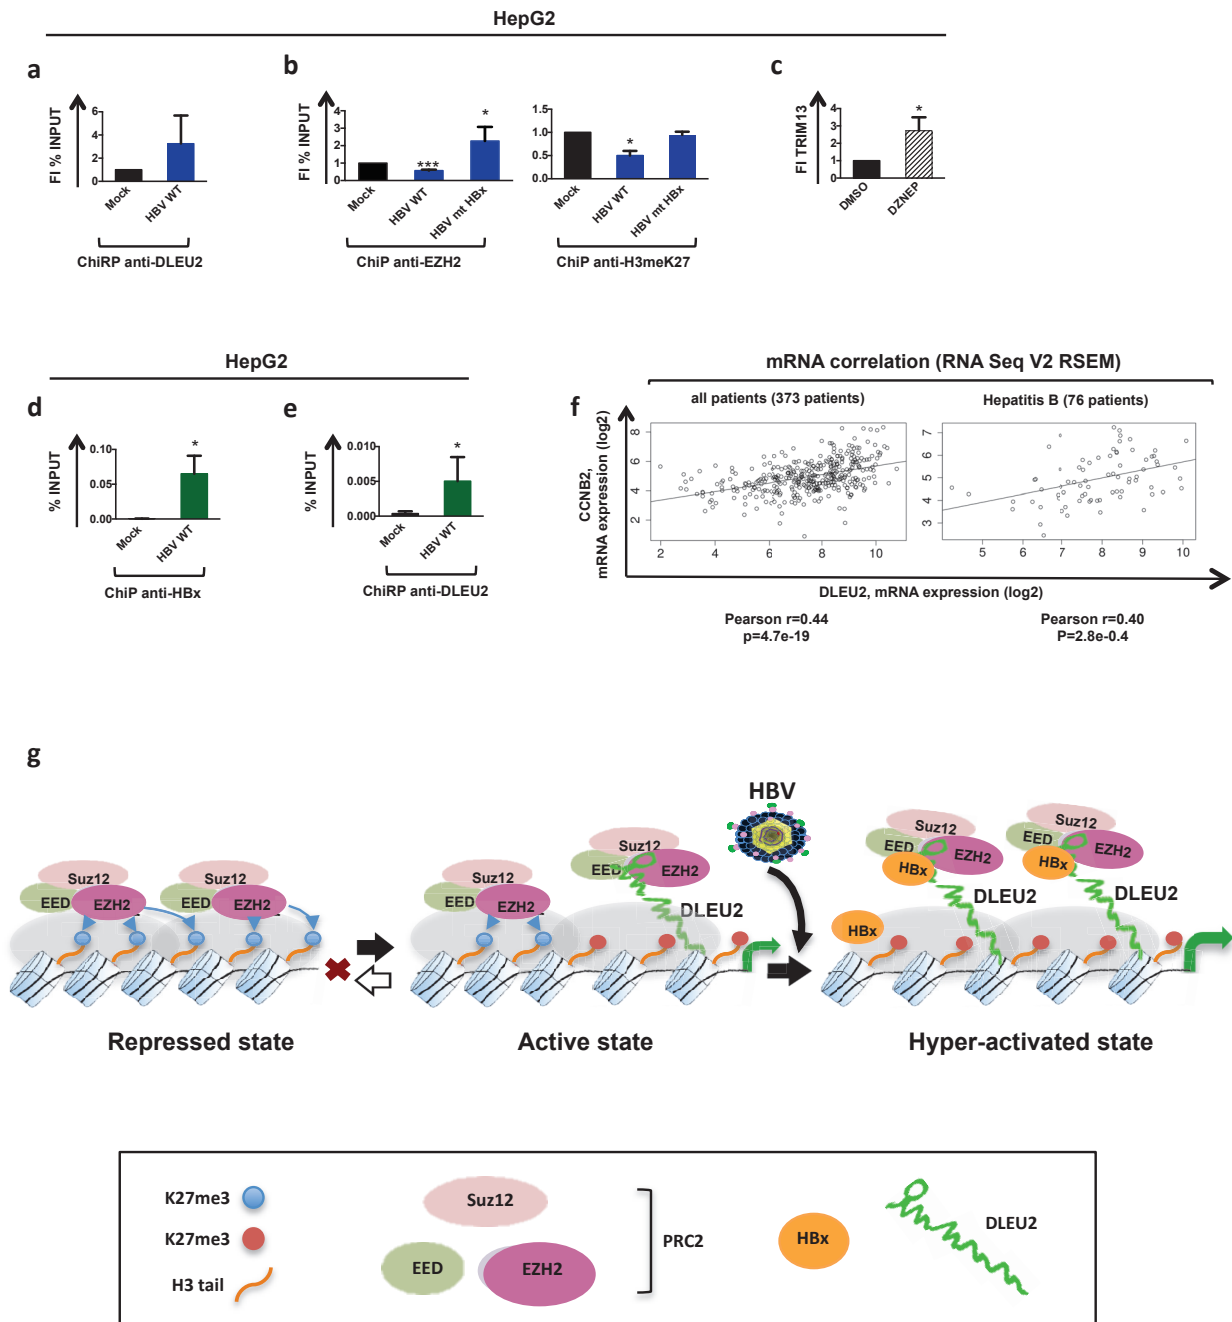 HepG2
a
FI % INPUT
6
4
2
0
Mock
HBV WT
ChiRP anti-DLEU2
b
FI % INPUT
4
3
2
1
0
***
*
Mock
HBV WT
HBV mt HBx
ChiP anti-EZH2
1.5
1.0
0.5
0.0
*
Mock
HBV WT
HBV mt HBx
ChiP anti-H3meK27
c
FI TRIM13
4
3
2
1
0
*
DMSO
DZNEP
HepG2
d
% INPUT
0.10
0.05
0.00
*
Mock
HBV WT
ChiP anti-HBx
e
% INPUT
0.010
0.005
0.000
*
Mock
HBV WT
ChiRP anti-DLEU2
mRNA correlation (RNA Seq V2 RSEM)
f
all patients (373 patients)
Hepatitis B (76 patients)
CCNB2,
mRNA expression (log2)
8
6
4
2
2
4
6
8
10
7
6
5
4
3
5
6
7
8
9
10
DLEU2, mRNA expression (log2)
Pearson r=0.44
p=4.7e-19
Pearson r=0.40
P=2.8e-0.4
g
Suz12
EED
EZH2
Suz12
EED
EZH2
Repressed state
Suz12
EED
EZH2
Suz12
EED
EZH2
DLEU2
Active state
HBV
Suz12
EED
EZH2
HBx
DLEU2
Suz12
EED
EZH2
HBx
DLEU2
HBx
Hyper-activated state
K27me3
K27me3
H3 tail
Suz12
EED
EZH2
PRC2
HBx
DLEU2